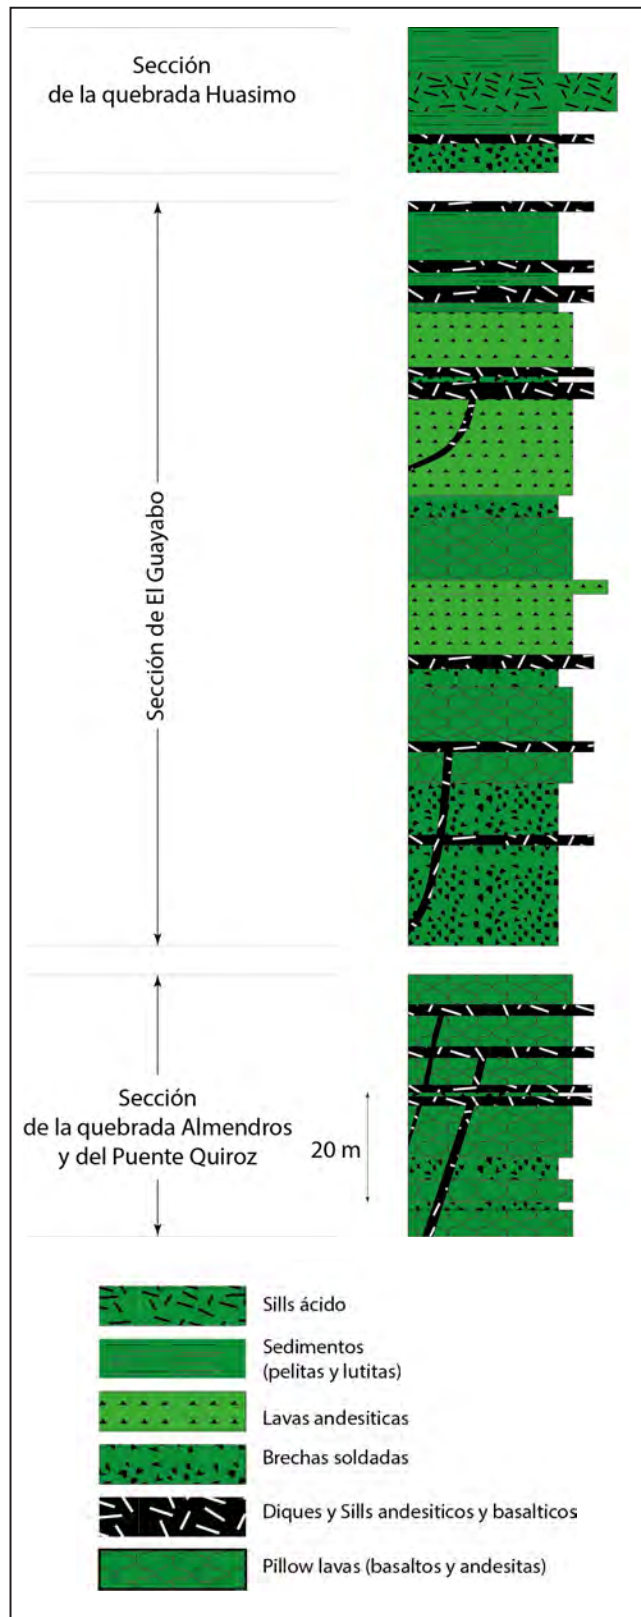 Sección
de la quebrada Huasimo
Sección de El Guayabo
Sección
de la quebrada Almendros
y del Puente Quiroz
20 m
Sills ácido
Sedimentos
(pelitas y lutitas)
Lavas andesiticas
Brechas soldadas
Diques y Sills andesiticos y basalticos
Pillow lavas (basaltos y andesitas)